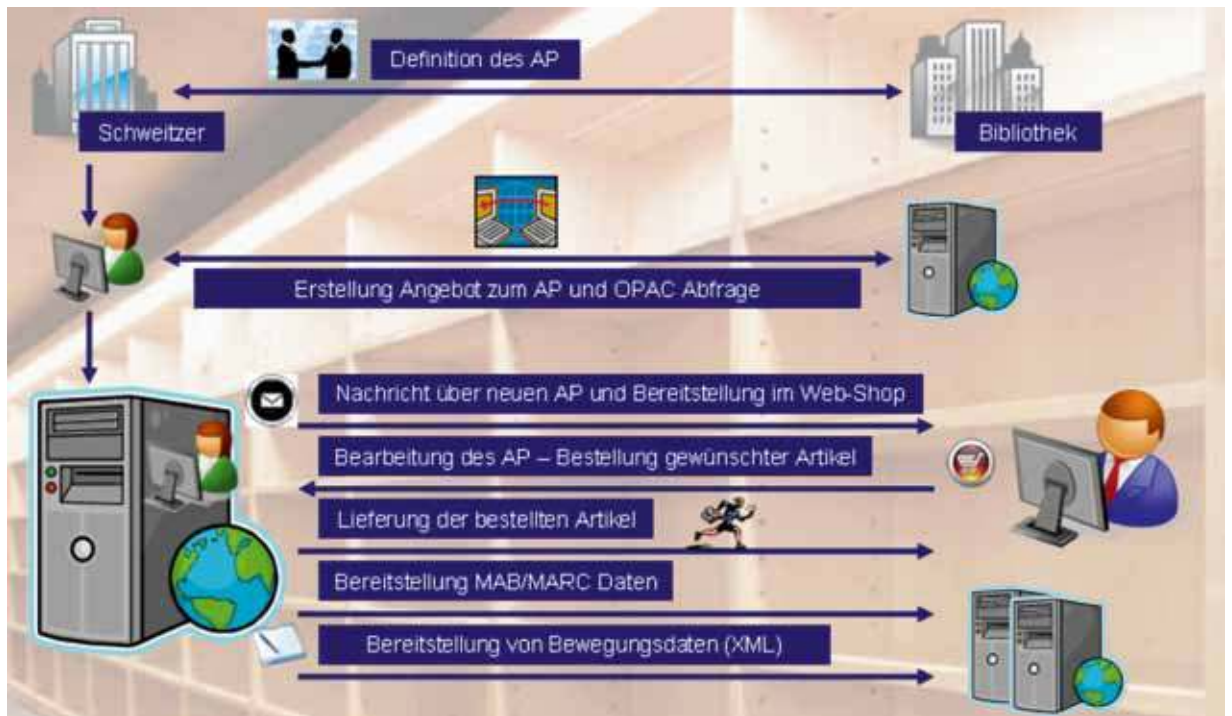 Definition des AP
Schweitzer
Bibliothek
Erstellung Angebot zum AP und OPAC Abfrage
Nachricht über neuen AP und Bereitstellung im Web-Shop
Bearbeitung des AP – Bestellung gewünschter Artikel
Lieferung der bestellten Artikel
Bereitstellung MAB/MARC Daten
Bereitstellung von Bewegungsdaten (XML)